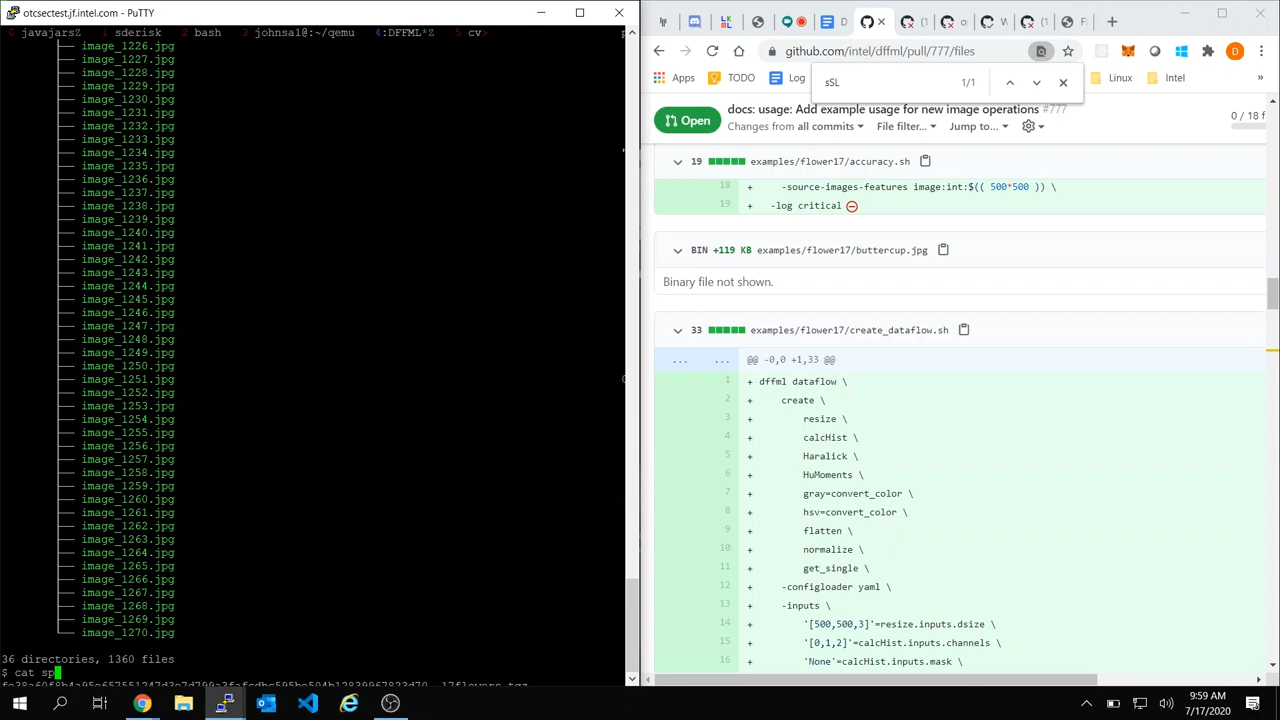 otcsectest.jf.intel.com - PuTTY
0 javajarsZ 1 sderisk 2 bash 3 johnsa1@:~/qemu 4:DFFML*Z 5 cv>
image_1226.jpg
image_1227.jpg
image_1228.jpg
image_1229.jpg
image_1230.jpg
image_1231.jpg
image_1232.jpg
image_1233.jpg
image_1234.jpg
image_1235.jpg
image_1236.jpg
image_1237.jpg
image_1238.jpg
image_1239.jpg
image_1240.jpg
image_1241.jpg
image_1242.jpg
image_1243.jpg
image_1244.jpg
image_1245.jpg
image_1246.jpg
image_1247.jpg
image_1248.jpg
image_1249.jpg
image_1250.jpg
image_1251.jpg
image_1252.jpg
image_1253.jpg
image_1254.jpg
image_1255.jpg
image_1256.jpg
image_1257.jpg
image_1258.jpg
image_1259.jpg
image_1260.jpg
image_1261.jpg
image_1262.jpg
image_1263.jpg
image_1264.jpg
image_1265.jpg
image_1266.jpg
image_1267.jpg
image_1268.jpg
image_1269.jpg
image_1270.jpg
36 directories, 1360 files
$ cat sp
github.com/intel/dffml/pull/777/files
Apps TODO Log Linux Intel »
sSL 1/1
Open
docs: usage: Add example usage for new image operations #777
Changes from all commits File filter... Jump to...
0 / 18 f
19 examples/flower17/accuracy.sh
18 + -source-images-features image:int:$(( 500*500 )) \
19 + -log critical
BIN +119 KB examples/flower17/buttercup.jpg
Binary file not shown.
33 examples/flower17/create_dataflow.sh
... ... @@ -0,0 +1,33 @@
1 + dffml dataflow \
2 + create \
3 + resize \
4 + calcHist \
5 + Haralick \
6 + HuMoments \
7 + gray=convert_color \
8 + hsv=convert_color \
9 + flatten \
10 + normalize \
11 + get_single \
12 + -configloader yaml \
13 + -inputs \
14 + '[500,500,3]'=resize.inputs.dsize \
15 + '[0,1,2]'=calcHist.inputs.channels \
16 + 'None'=calcHist.inputs.mask \
9:59 AM
7/17/2020